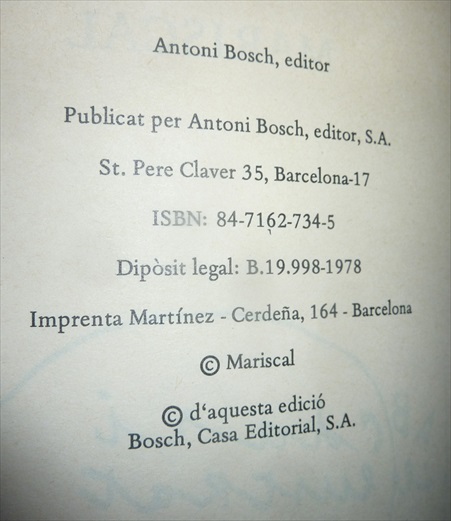 Antoni Bosch, editor
Publicat per Antoni Bosch, editor, S.A.
St. Pere Claver 35, Barcelona-17
ISBN: 84-7162-734-5
Dipòsit legal: B.19.998-1978
Imprenta Martínez - Cerdeña, 164 - Barcelona
© Mariscal
© d'aquesta edició
Bosch, Casa Editorial, S.A.